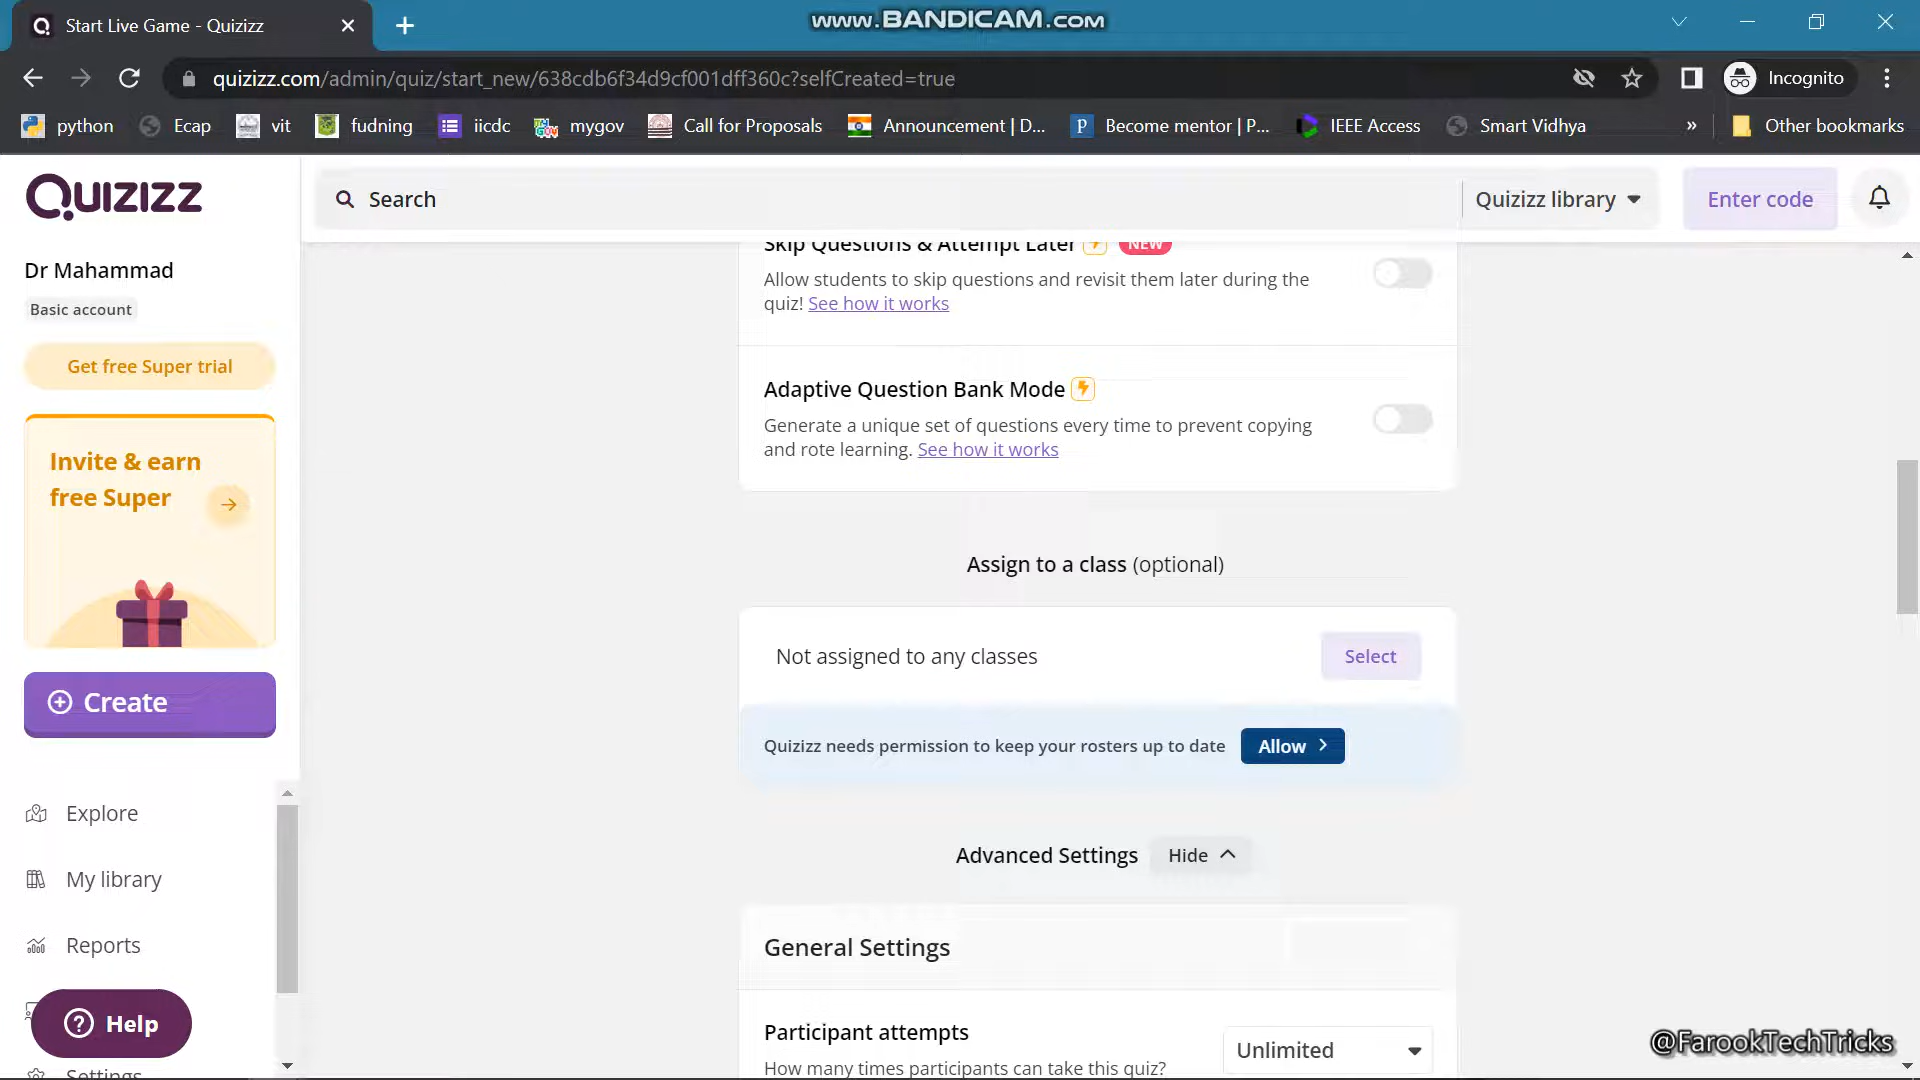 Start Live Game - Quizizz
www.BANDICAM.com
quizizz.com/admin/quiz/start_new/638cdb6f34d9cf001dff360c?selfCreated=true
Incognito
python
Ecap
vit
fudning
iicdc
mygov
Call for Proposals
Announcement | D...
Become mentor | P...
IEEE Access
Smart Vidhya
»
Other bookmarks
Quizizz
Search
Quizizz library
Enter code
Dr Mahammad
Basic account
Get free Super trial
Invite & earn
free Super
Create
Explore
My library
Reports
Help
Settings
Skip Questions & Attempt Later NEW
Allow students to skip questions and revisit them later during the
quiz! See how it works
Adaptive Question Bank Mode
Generate a unique set of questions every time to prevent copying
and rote learning. See how it works
Assign to a class (optional)
Not assigned to any classes
Select
Quizizz needs permission to keep your rosters up to date
Allow
Advanced Settings
Hide
General Settings
Participant attempts
How many times participants can take this quiz?
Unlimited
@FarookTechTricks